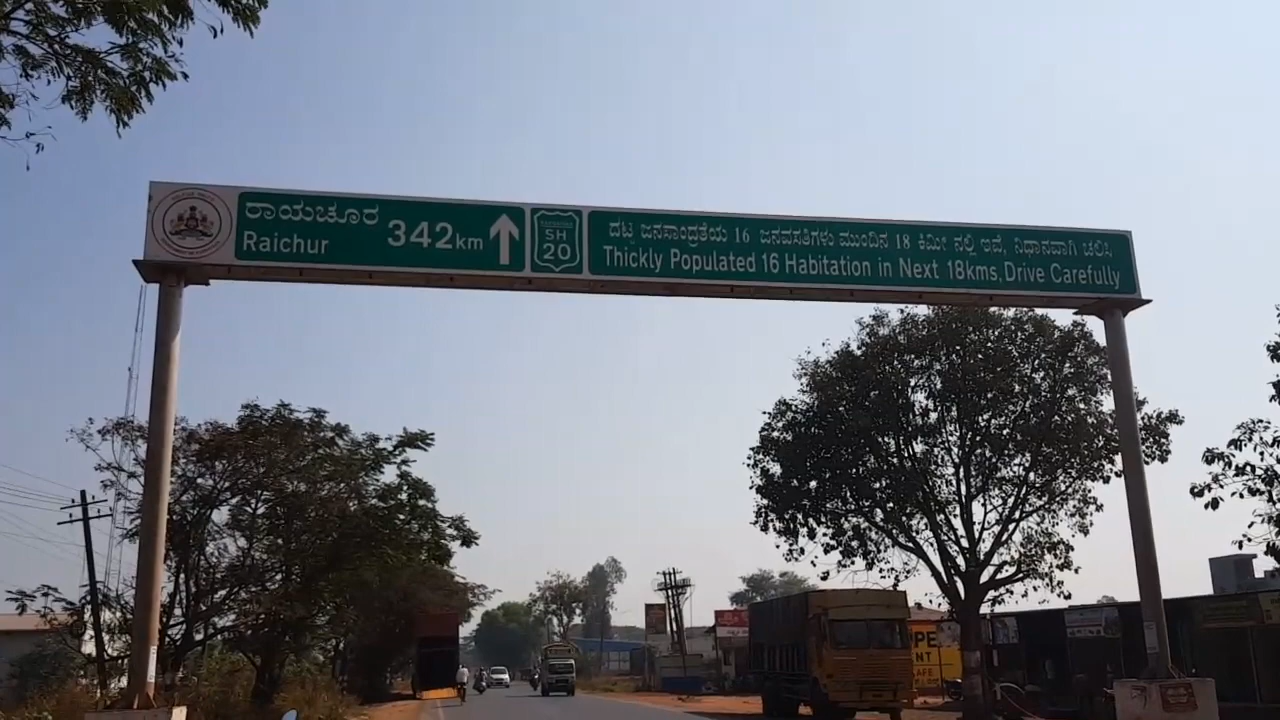 ರಾಯಚೂರ
Raichur
342km
SH
20
ದಟ್ಟ ಜನಸಾಂದ್ರತೆಯ 16 ಜನವಸತಿಗಳು ಮುಂದಿನ 18 ಕಿಮೀ ನಲ್ಲಿ ಇವೆ, ನಿಧಾನವಾಗಿ ಚಲಿಸಿ
Thickly Populated 16 Habitation in Next 18kms, Drive Carefully